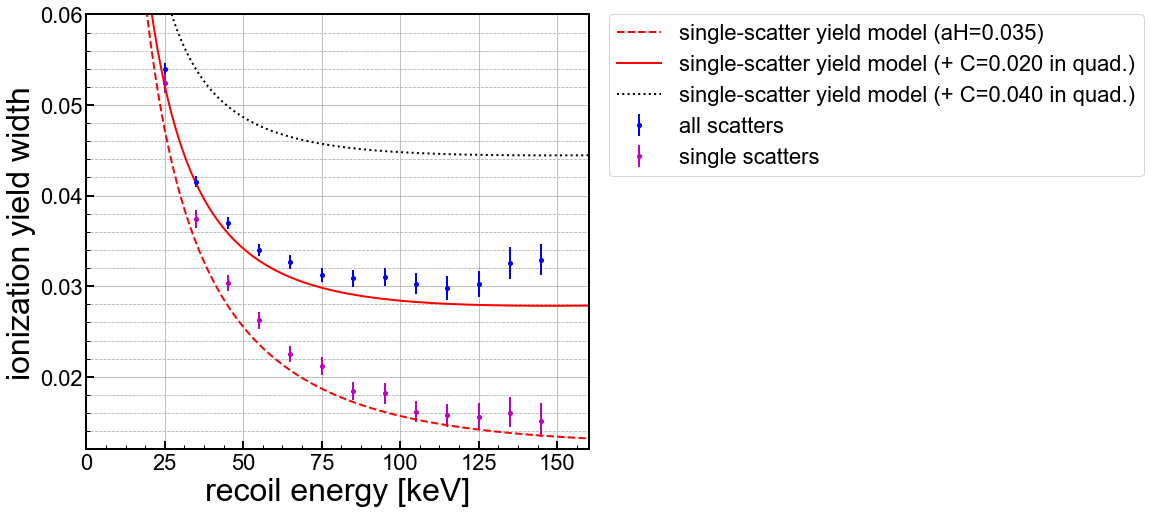 0.06
0.05
0.04
0.03
0.02
ionization yield width
0
25
50
75
100
125
150
recoil energy [keV]
single-scatter yield model (aH=0.035)
single-scatter yield model (+ C=0.020 in quad.)
single-scatter yield model (+ C=0.040 in quad.)
all scatters
single scatters